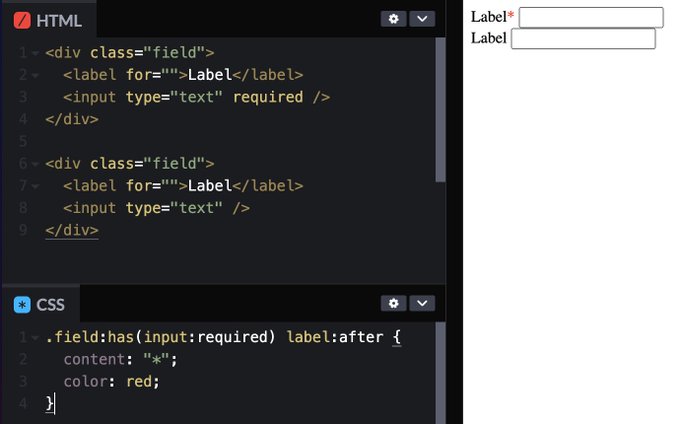 HTML
1 <div class="field">
2   <label for="">Label</label>
3   <input type="text" required />
4 </div>
5
6 <div class="field">
7   <label for="">Label</label>
8   <input type="text" />
9 </div>
CSS
1 .field:has(input:required) label:after {
2   content: "*";
3   color: red;
4 }
Label*
Label